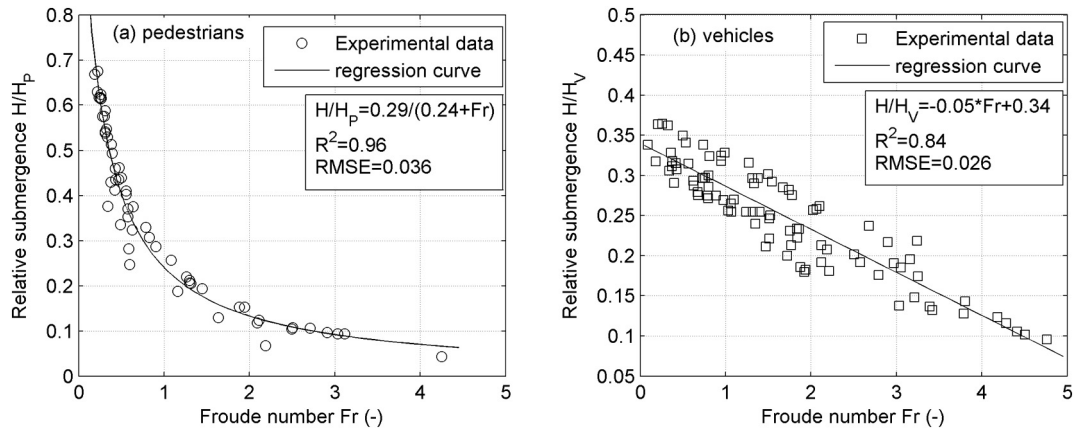 (a) pedestrians
Experimental data
regression curve
H/H_P=0.29/(0.24+Fr)
R²=0.96
RMSE=0.036
Relative submergence H/H_P
0.8
0.7
0.6
0.5
0.4
0.3
0.2
0.1
0
0 1 2 3 4 5
Froude number Fr (-)
(b) vehicles
Experimental data
regression curve
H/H_V=-0.05*Fr+0.34
R²=0.84
RMSE=0.026
Relative submergence H/H_V
0.5
0.45
0.4
0.35
0.3
0.25
0.2
0.15
0.1
0.05
0 1 2 3 4 5
Froude number Fr (-)